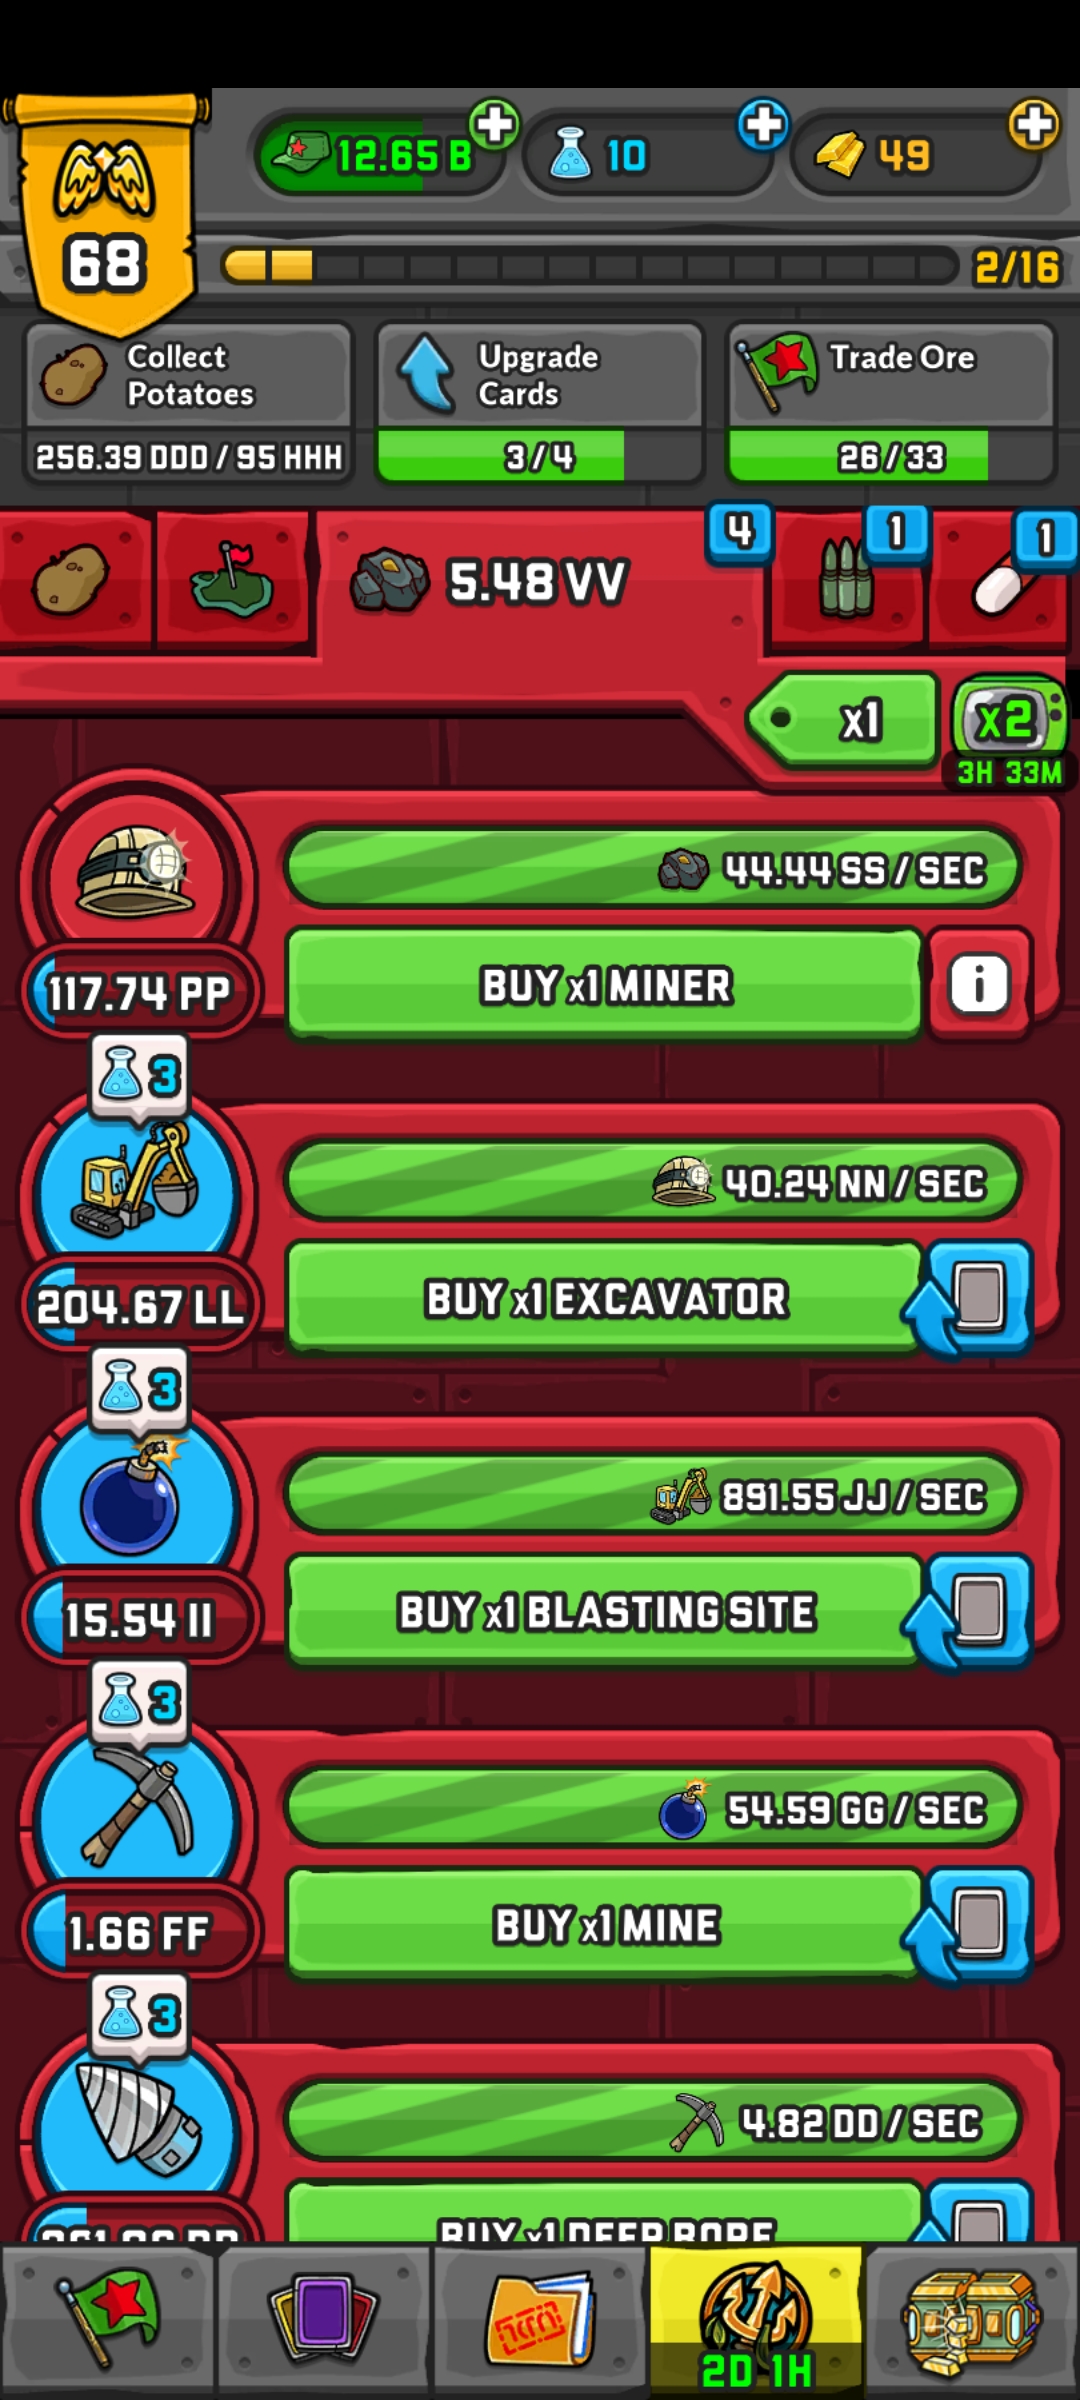 12.65 B
10
49
68
2/16
Collect
Potatoes
256.39 DDD / 95 HHH
Upgrade
Cards
3/4
Trade Ore
26/33
5.48 VV
4
1
1
x1
x2
3H 33M
44.44 SS / SEC
117.74 PP
BUY x1 MINER
i
3
40.24 NN / SEC
204.67 LL
BUY x1 EXCAVATOR
3
891.55 JJ / SEC
15.54 II
BUY x1 BLASTING SITE
3
54.59 GG / SEC
1.66 FF
BUY x1 MINE
3
4.82 DD / SEC
BUY x1 DEEP BORE
2D 1H